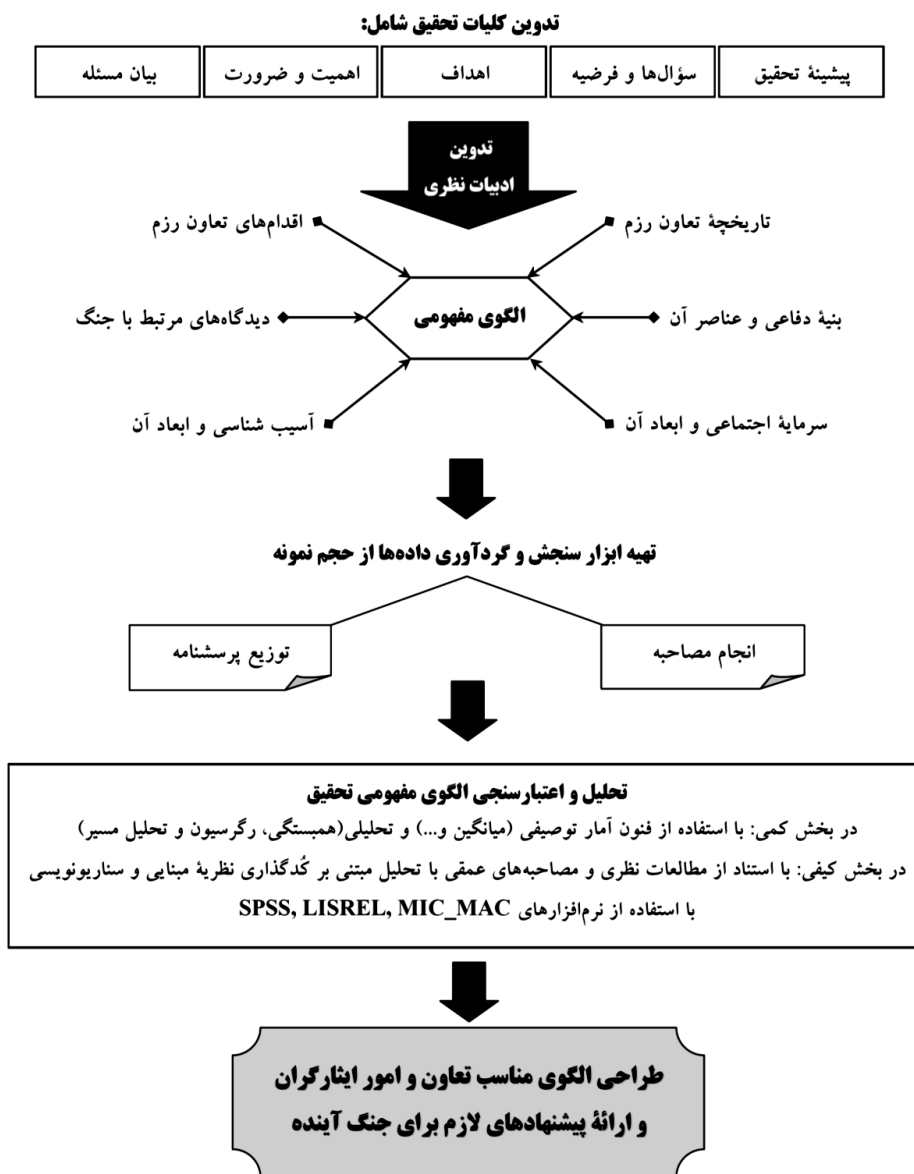 تدوین کلیات تحقیق شامل:
پیشینهٔ تحقیق
سؤال‌ها و فرضیه
اهداف
اهمیت و ضرورت
بیان مسئله
تدوین
ادبیات نظری
تاریخچهٔ تعاون رزم
اقدام‌های تعاون رزم
بنیهٔ دفاعی و عناصر آن
الگوی مفهومی
دیدگاه‌های مرتبط با جنگ
سرمایهٔ اجتماعی و ابعاد آن
آسیب شناسی و ابعاد آن
تهیه ابزار سنجش و گردآوری داده‌ها از حجم نمونه
انجام مصاحبه
توزیع پرسشنامه
تحلیل و اعتبارسنجی الگوی مفهومی تحقیق
در بخش کمی: با استفاده از فنون آمار توصیفی (میانگین و...) و تحلیلی(همبستگی، رگرسیون و تحلیل مسیر)
در بخش کیفی: با استناد از مطالعات نظری و مصاحبه‌های عمقی با تحلیل مبتنی بر کُدگذاری نظریهٔ مبنایی و سناریونویسی
با استفاده از نرم‌افزارهای SPSS, LISREL, MIC_MAC
طراحی الگوی مناسب تعاون و امور ایثارگران
و ارائهٔ پیشنهادهای لازم برای جنگ آینده